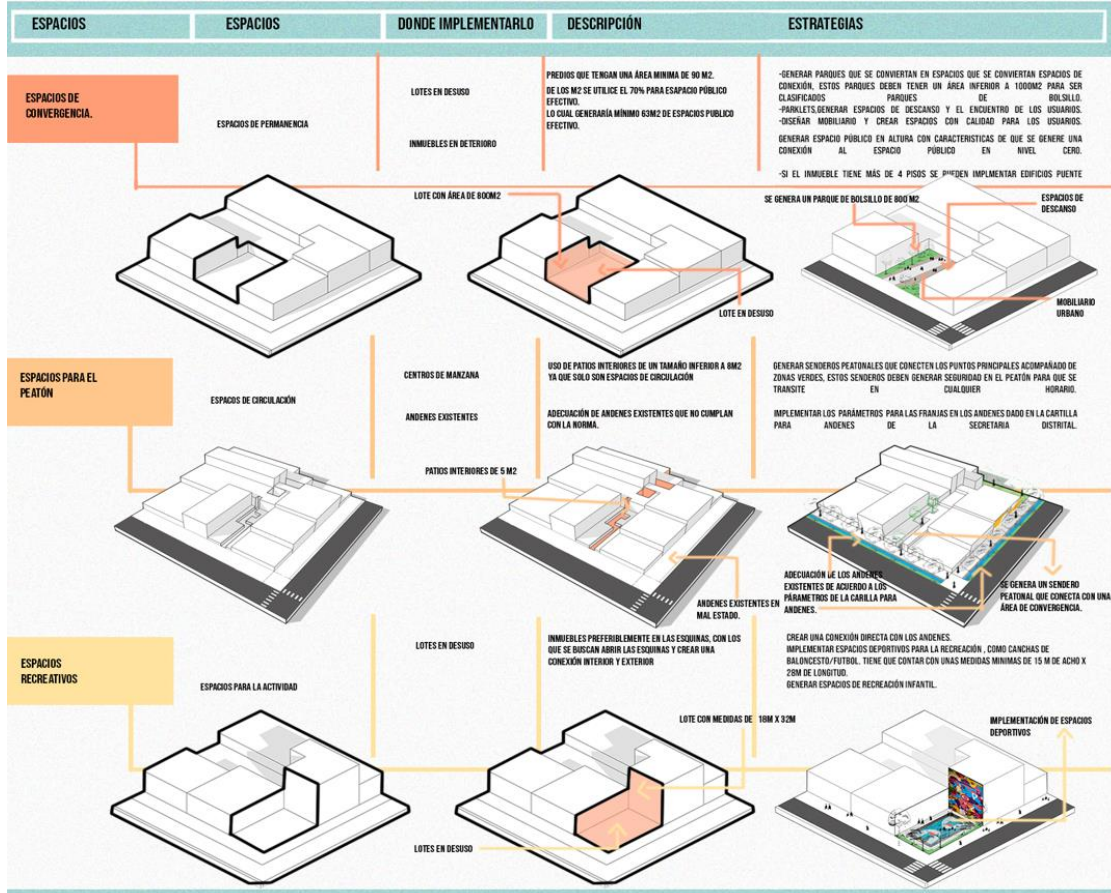 ESPACIOS
ESPACIOS
DONDE IMPLEMENTARLO
DESCRIPCIÓN
ESTRATEGIAS
ESPACIOS DE
CONVERGENCIA.
ESPACIOS DE PERMANENCIA
LOTES EN DESUSO
INMUEBLES EN DETERIORO
PREDIOS QUE TENGAN UNA ÁREA MINIMA DE 90 M2.
DE LOS M2 SE UTILICE EL 70% PARA ESAPACIO PÚBLICO
EFECTIVO.
LO CUAL GENERARÍA MÍNIMO 63M2 DE ESPACIOS PUBLICO
EFECTIVO.
-GENERAR PARQUES QUE SE CONVIERTAN EN ESPACIOS QUE SE CONVIERTAN ESPACIOS DE
CONEXIÓN, ESTOS PARQUES DEBEN TENER UN ÁREA INFERIOR A 1000M2 PARA SER
CLASIFICADOS PARQUES DE BOLSILLO.
-PARKLETS,GENERAR ESPACIOS DE DESCANSO Y EL ENCUENTRO DE LOS USUARIOS.
-DISEÑAR MOBILIARIO Y CREAR ESPACIOS CON CALIDAD PARA LOS USUARIOS.
GENERAR ESPACIO PÚBLICO EN ALTURA CON CARACTERISTICAS DE QUE SE GENERE UNA
CONEXIÓN AL ESPACIO PÚBLICO EN NIVEL CERO.
-SI EL INMUEBLE TIENE MÁS DE 4 PISOS SE PUEDEN IMPLMENTAR EDIFICIOS PUENTE
LOTE CON ÁREA DE 800M2
LOTE EN DESUSO
SE GENERA UN PARQUE DE BOLSILLO DE 800 M2
ESPACIOS DE
DESCANSO
MOBILIARIO
URBANO
ESPACIOS PARA EL
PEATÓN
ESPACOS DE CIRCULACIÓN
CENTROS DE MANZANA
ANDENES EXISTENTES
USO DE PATIOS INTERIORES DE UN TAMAÑO INFERIOR A 8M2
YA QUE SOLO SON ESPACIOS DE CIRCULACIÓN
ADECUACIÓN DE ANDENES EXISTENTES QUE NO CUMPLAN
CON LA NORMA.
GENERAR SENDEROS PEATONALES QUE CONECTEN LOS PUNTOS PRINCIPALES ACOMPAÑADO DE
ZONAS VERDES, ESTOS SENDEROS DEBEN GENERAR SEGURIDAD EN EL PEATÓN PARA QUE SE
TRANSITE EN CUALQUIER HORARIO.
IMPLEMENTAR LOS PARÁMETROS PARA LAS FRANJAS EN LOS ANDENES DADO EN LA CARTILLA
PARA ANDENES DE LA SECRETARIA DISTRITAL.
PATIOS INTERIORES DE 5 M2
ANDENES EXISTENTES EN
MAL ESTADO.
ADECUACIÓN DE LOS ANDENES
EXISTENTES DE ACUERDO A LOS
PÁRAMETROS DE LA CARILLA PARA
ANDENES.
SE GENERA UN SENDERO
PEATONAL QUE CONECTA CON UNA
ÁREA DE CONVERGENCIA.
ESPACIOS
RECREATIVOS
ESPACIOS PARA LA ACTIVIDAD
LOTES EN DESUSO
INMUEBLES PREFERIBLEMENTE EN LAS ESQUINAS, CON LOS
QUE SE BUSCAN ABRIR LAS ESQUINAS Y CREAR UNA
CONEXIÓN INTERIOR Y EXTERIOR
CREAR UNA CONEXIÓN DIRECTA CON LOS ANDENES.
IMPLEMENTAR ESPACIOS DEPORTIVOS PARA LA RECREACIÓN , COMO CANCHAS DE
BALONCESTO/FUTBOL. TIENE QUE CONTAR CON UNAS MEDIDAS MINIMAS DE 15 M DE ACHO X
28M DE LONGITUD.
GENERAR ESPACIOS DE RECREACIÓN INFANTIL.
LOTE CON MEDIDAS DE 18M X 32M
LOTES EN DESUSO
IMPLEMENTACIÓN DE ESPACIOS
DEPORTIVOS